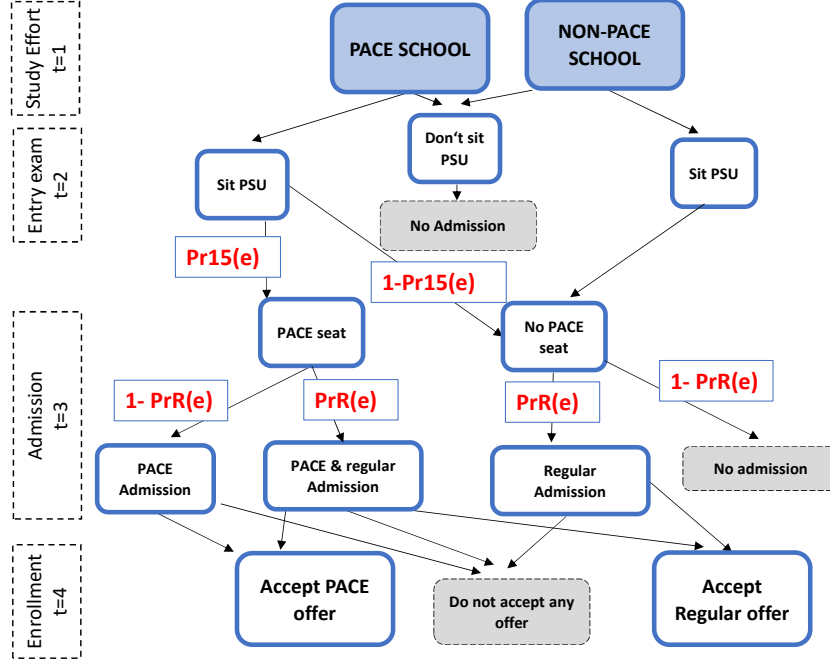 Study Effort
t=1
PACE SCHOOL
NON-PACE
SCHOOL
Entry exam
t=2
Sit PSU
Don‘t sit
PSU
Sit PSU
No Admission
Pr15(e)
1-Pr15(e)
Admission
t=3
PACE seat
No PACE
seat
1- PrR(e)
PrR(e)
PrR(e)
1- PrR(e)
PACE
Admission
PACE & regular
Admission
Regular
Admission
No admission
Enrollment
t=4
Accept PACE
offer
Do not accept any
offer
Accept
Regular offer